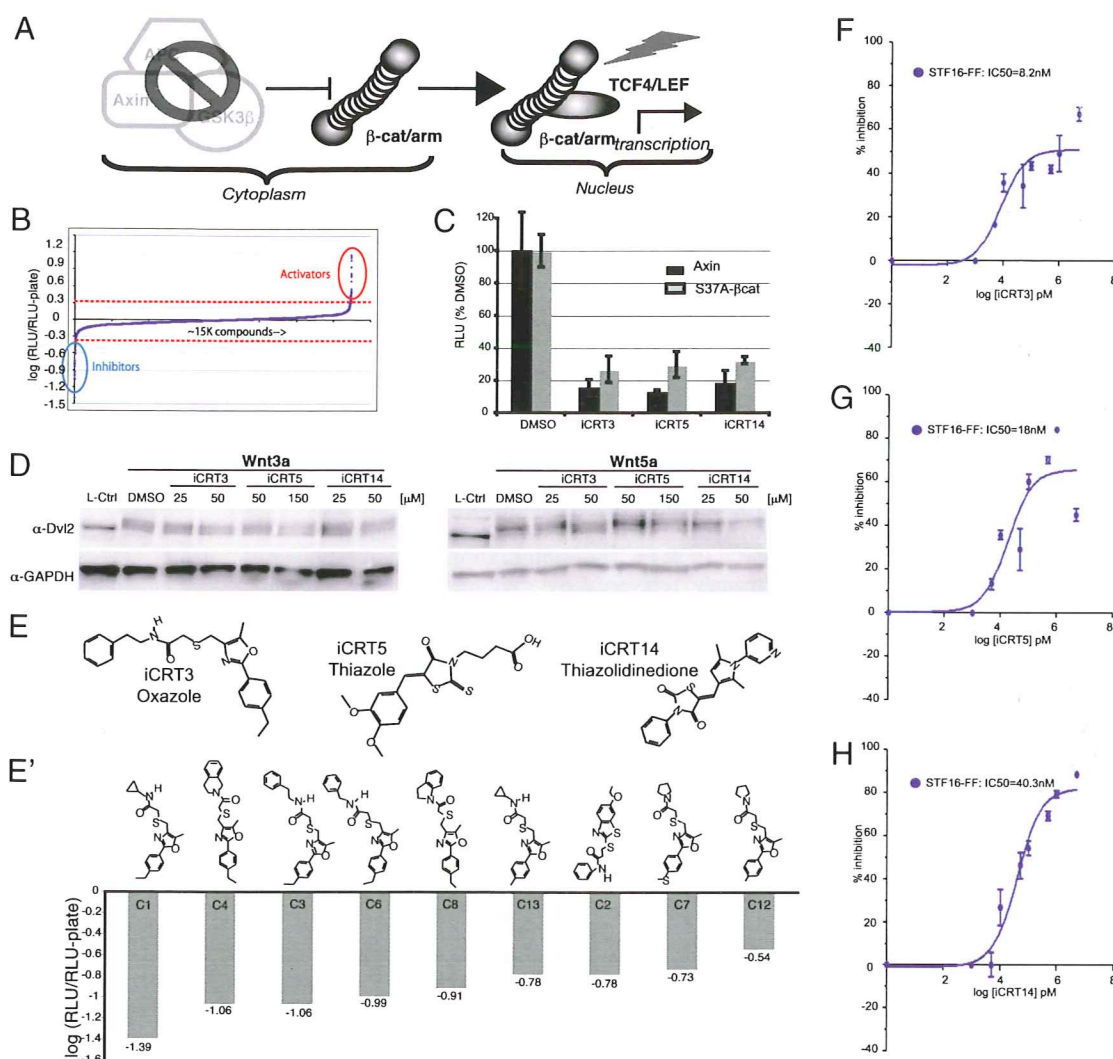 A
APC
Axin
GSK3β
β-cat/arm
TCF4/LEF
β-cat/arm
transcription
Cytoplasm
Nucleus
B
log (RLU/RLU-plate)
1.2
0.9
0.6
0.3
0
-0.3
-0.6
-0.9
-1.2
-1.5
Activators
~15K compounds-->
Inhibitors
C
RLU (% DMSO)
120
100
80
60
40
20
0
Axin
S37A-βcat
DMSO
iCRT3
iCRT5
iCRT14
D
Wnt3a
iCRT3 iCRT5 iCRT14
L-Ctrl DMSO 25 50 50 150 25 50 [μM]
Wnt5a
iCRT3 iCRT5 iCRT14
L-Ctrl DMSO 25 50 50 150 25 50 [μM]
α-Dvl2
α-GAPDH
E
H
N
O
S
N
O
iCRT3
Oxazole
iCRT5
Thiazole
O
N
O
OH
S
S
O
O
iCRT14
Thiazolidinedione
N
N
O
S
N
O
E'
log (RLU/RLU-plate)
0
-0.2
-0.4
-0.6
-0.8
-1
-1.2
-1.4
-1.6
C1 C4 C3 C6 C8 C13 C2 C7 C12
-1.39
-1.06
-1.06
-0.99
-0.91
-0.78
-0.78
-0.73
-0.54
F
% inhibition
100
80
60
40
20
0
-20
-40
STF16-FF: IC50=8.2nM
2 4 6 8
log [iCRT3] pM
G
% inhibition
100
80
60
40
20
0
-20
-40
STF16-FF: IC50=18nM
0 2 4 6 8
log [iCRT5] pM
H
% inhibition
100
80
60
40
20
0
-20
-40
STF16-FF: IC50=40.3nM
2 4 6 8
log [iCRT14] pM